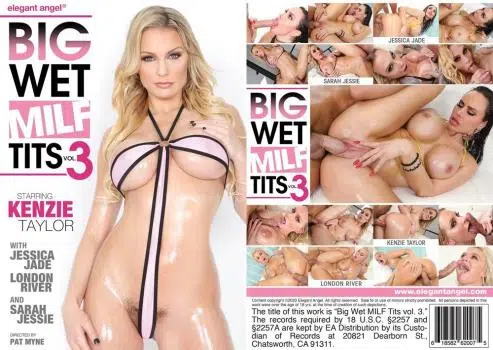 elegant angel®
BIG
WET
MILF
TITS VOL. 3
STARRING
KENZIE
TAYLOR
WITH
JESSICA
JADE
LONDON
RIVER
AND
SARAH
JESSIE
DIRECTED BY
PAT MYNE
JESSICA JADE
SARAH JESSIE
BIG
WET
MILF
TITS VOL. 3
KENZIE TAYLOR
LONDON RIVER
www.elegantangel.com
The title of this work is "Big Wet MILF Tits vol. 3."
The records required by 18 U.S.C. §2257 and
§2257A are kept by EA Distribution by its Custo-
dian of Records at 20821 Dearborn St.,
Chatsworth, CA 91311.
8 18582 62007 5